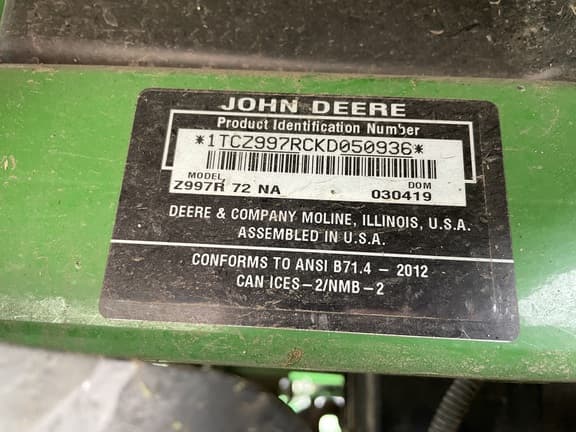 JOHN DEERE
Product Identification Number
*1TCZ997RCKD050936*
MODEL DOM
Z997R 72 NA 030419
DEERE & COMPANY MOLINE, ILLINOIS, U.S.A.
ASSEMBLED IN U.S.A.
CONFORMS TO ANSI B71.4 - 2012
CAN ICES-2/NMB-2